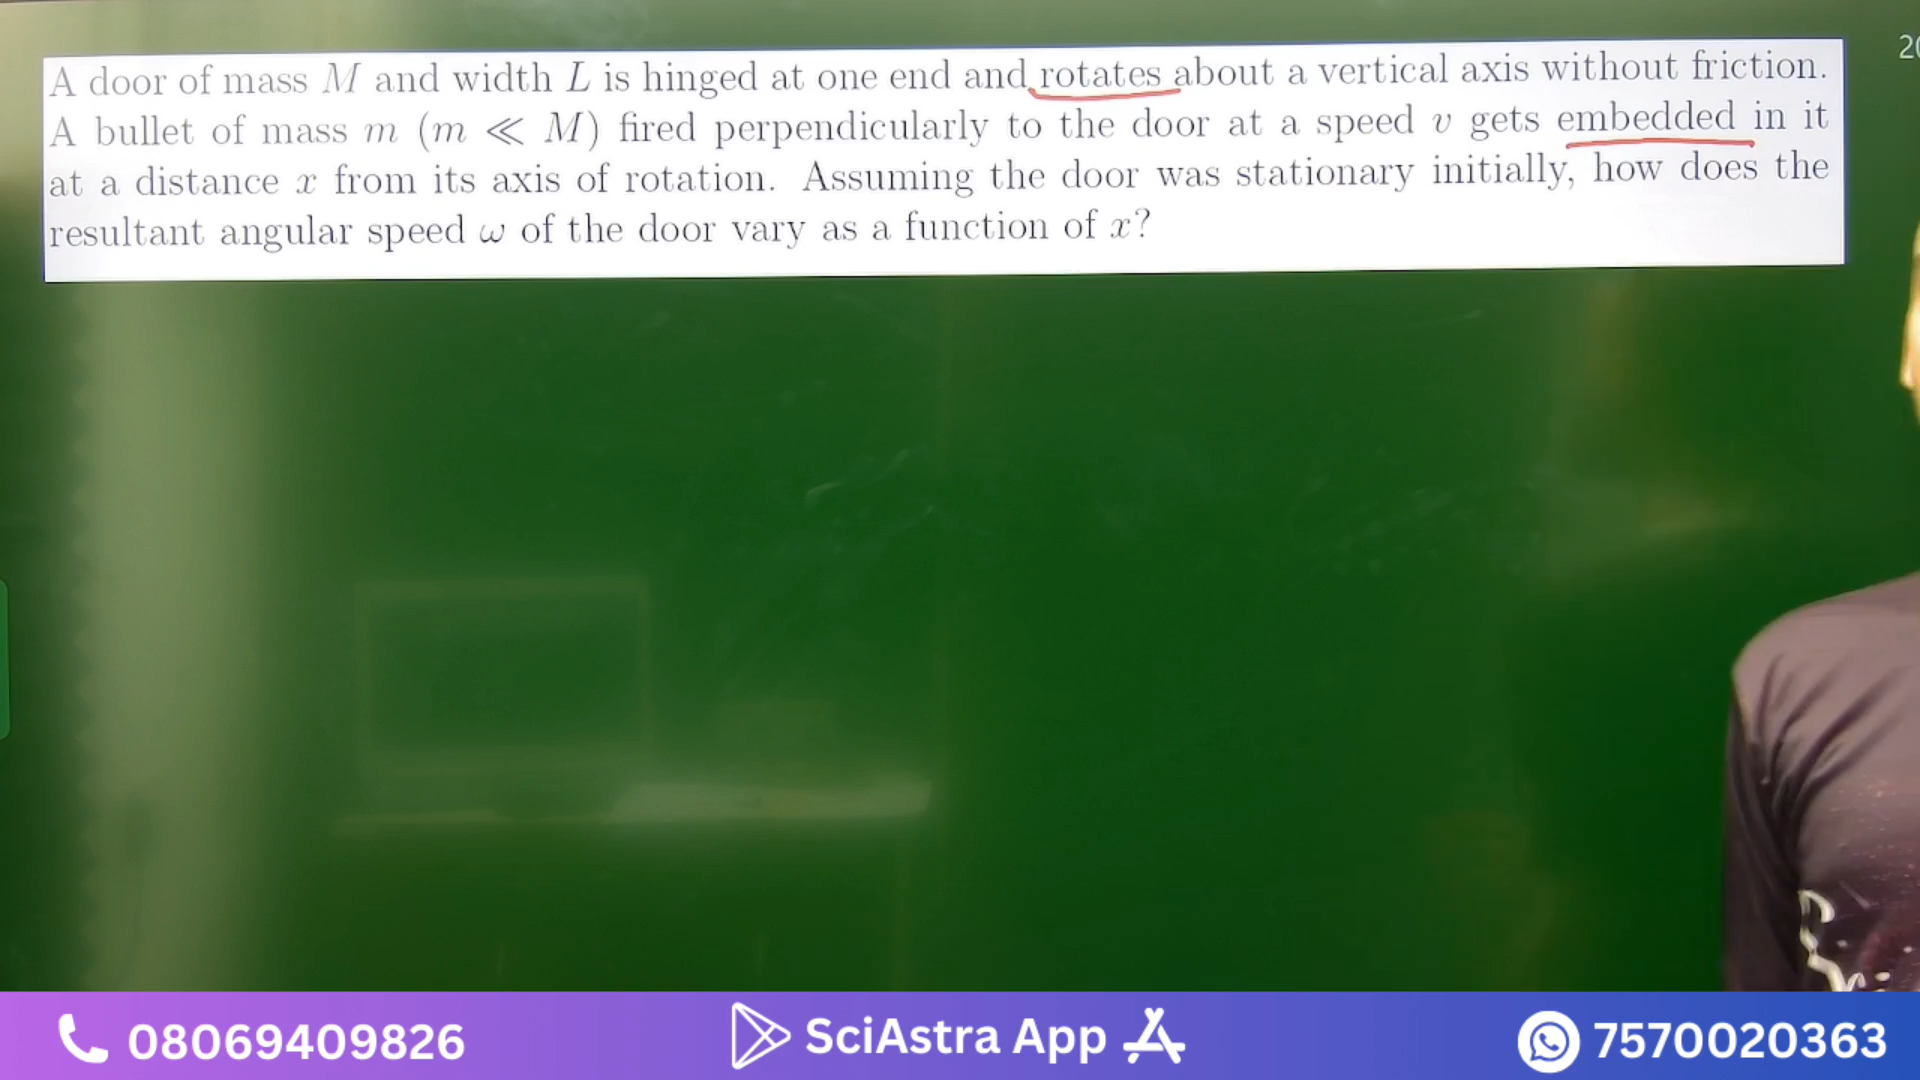 20
A door of mass M and width L is hinged at one end and rotates about a vertical axis without friction.
A bullet of mass m (m ≪ M) fired perpendicularly to the door at a speed v gets embedded in it
at a distance x from its axis of rotation. Assuming the door was stationary initially, how does the
resultant angular speed ω of the door vary as a function of x?
08069409826
SciAstra App
7570020363